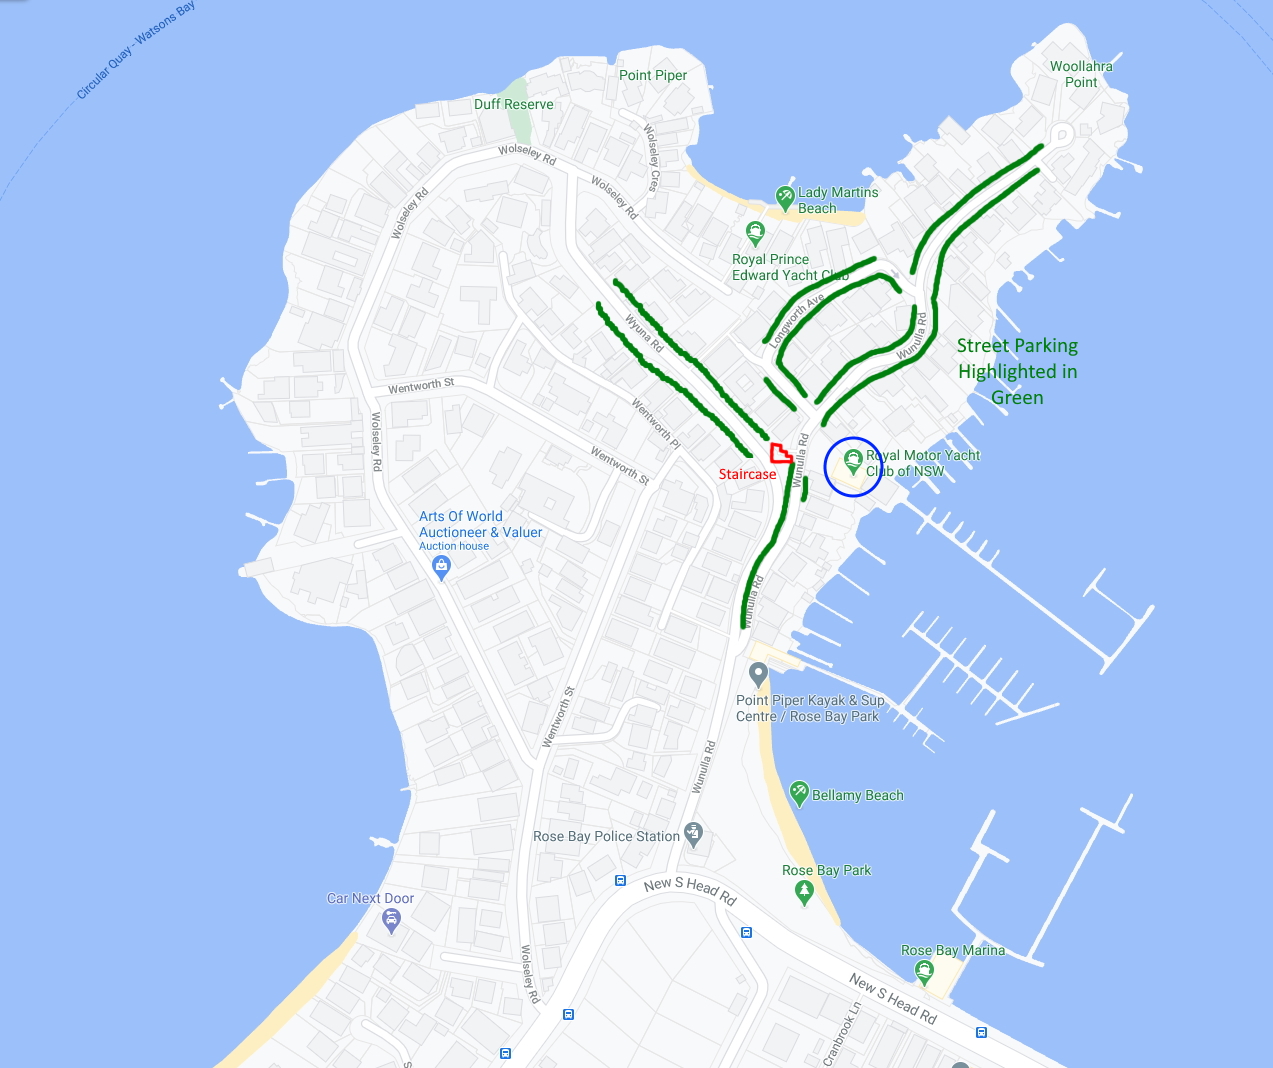 Circular Quay - Watsons Bay
Point Piper
Woollahra
Point
Duff Reserve
Wolseley Rd
Wolseley Cres
Wolseley Rd
Wolseley Rd
Lady Martins
Beach
Royal Prince
Edward Yacht Club
Longworth Ave
Wyuna Rd
Wunulla Rd
Street Parking
Highlighted in
Green
Wentworth St
Wentworth Pl
Wolseley Rd
Wentworth St
Wunulla Rd
Staircase
Royal Motor Yacht
Club of NSW
Arts Of World
Auctioneer & Valuer
Auction house
Wunulla Rd
Point Piper Kayak & Sup
Centre / Rose Bay Park
Wentworth St
Wunulla Rd
Bellamy Beach
Rose Bay Police Station
Rose Bay Park
New S Head Rd
Car Next Door
Rose Bay Marina
Wolseley Rd
New S Head Rd
Cranbrook Ln
S